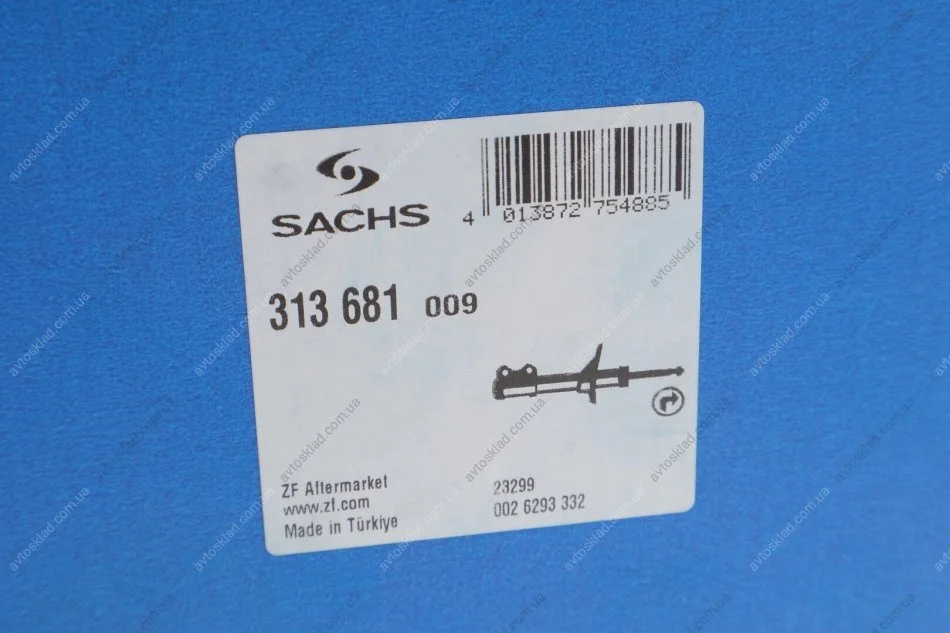 SACHS
4 013872 754885
313 681 009
ZF Aftermarket
www.zf.com
Made in Türkiye
23299
002 6293 332
avtosklad.com.ua